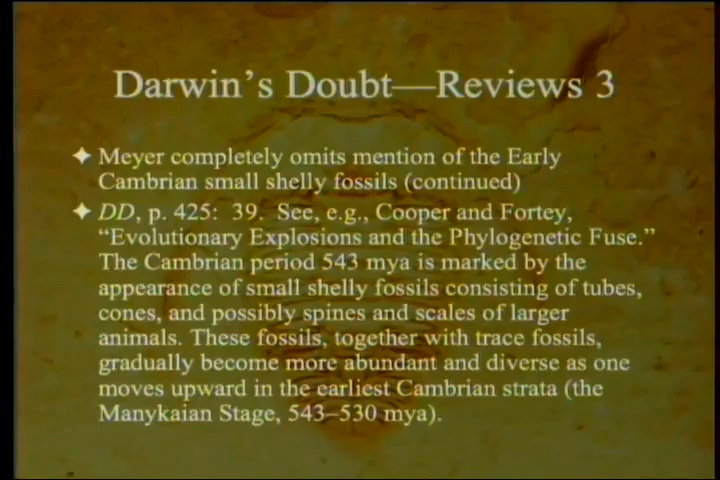 Darwin's Doubt—Reviews 3
✦ Meyer completely omits mention of the Early
Cambrian small shelly fossils (continued)
✦ DD, p. 425: 39. See, e.g., Cooper and Fortey,
“Evolutionary Explosions and the Phylogenetic Fuse.”
The Cambrian period 543 mya is marked by the
appearance of small shelly fossils consisting of tubes,
cones, and possibly spines and scales of larger
animals. These fossils, together with trace fossils,
gradually become more abundant and diverse as one
moves upward in the earliest Cambrian strata (the
Manykaian Stage, 543–530 mya).